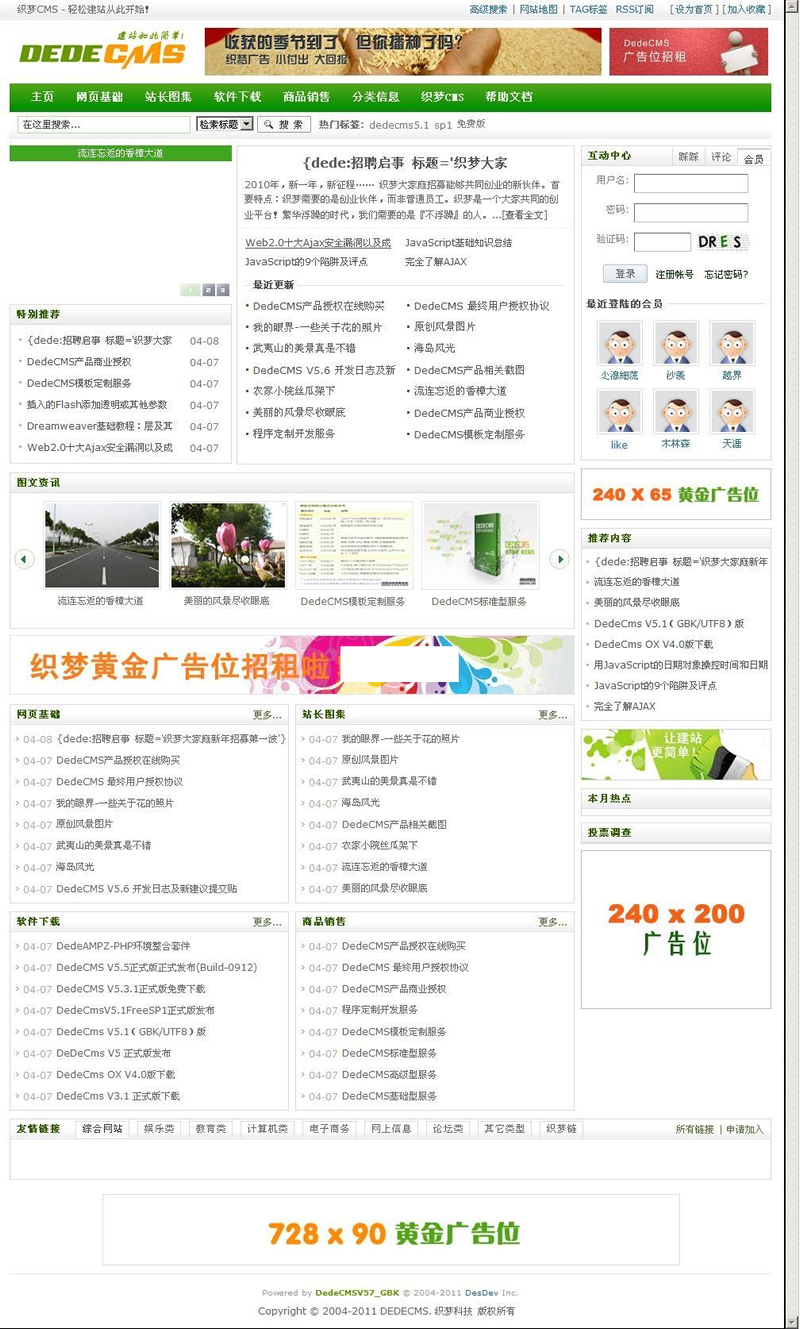 织梦CMS - 轻松建站从此开始!
高级搜索 | 网站地图 | TAG标签 RSS订阅 [设为首页] [加入收藏]
建站如此简单!
DEDECMS
收获的季节到了 但你播种了吗?
织梦广告 小付出 大回报
DedeCMS
广告位招租
主页 网页基础 站长图集 软件下载 商品销售 分类信息 织梦CMS 帮助文档
在这里搜索... 检索标题 搜 索 热门标签: dedecms5.1 sp1 免费版
流连忘返的香樟大道
1 2 3
特别推荐
{dede:招聘启事 标题='织梦大家 04-08
DedeCMS产品商业授权 04-07
DedeCMS模板定制服务 04-07
插入的Flash添加透明或其他参数 04-07
Dreamweaver基础教程：层及其 04-07
Web2.0十大Ajax安全漏洞以及成 04-07
{dede:招聘启事 标题='织梦大家
2010年，新一年，新征程…… 织梦大家庭招募能够共同创业的新伙伴。首
要特点：织梦需要的是创业伙伴，而非普通员工。织梦是一个大家共同的创
业平台！繁华浮躁的时代，我们需要的是『不浮躁』的人。...[查看全文]
Web2.0十大Ajax安全漏洞以及成 JavaScript基础知识总结
JavaScript的9个陷阱及评点 完全了解AJAX
最近更新
DedeCMS产品授权在线购买 DedeCMS 最终用户授权协议
我的眼界-一些关于花的照片 原创风景图片
武夷山的美景真是不错 海岛风光
DedeCMS V5.6 开发日志及新 DedeCMS产品相关截图
农家小院丝瓜架下 流连忘返的香樟大道
美丽的风景尽收眼底 DedeCMS产品商业授权
程序定制开发服务 DedeCMS模板定制服务
互动中心 踩踩 评论 会员
用户名:
密码:
验证码: DRES
登录 注册帐号 忘记密码?
最近登陆的会员
尘滌細蓅 沙羨 越界
like 木林森 天涯
图文资讯
流连忘返的香樟大道 美丽的风景尽收眼底 DedeCMS模板定制服务 DedeCMS标准型服务
240 X 65 黄金广告位
推荐内容
{dede:招聘启事 标题='织梦大家庭新年
流连忘返的香樟大道
美丽的风景尽收眼底
DedeCms V5.1（GBK/UTF8）版
DedeCms OX V4.0版下载
用JavaScript的日期对象操控时间和日期
JavaScript的9个陷阱及评点
完全了解AJAX
织梦黄金广告位招租啦
让建站
更简单!
本月热点
投票调查
240 x 200
广告位
网页基础 更多...
04-08 {dede:招聘启事 标题='织梦大家庭新年招募第一波'}
04-07 DedeCMS产品授权在线购买
04-07 DedeCMS 最终用户授权协议
04-07 我的眼界-一些关于花的照片
04-07 原创风景图片
04-07 武夷山的美景真是不错
04-07 海岛风光
04-07 DedeCMS V5.6 开发日志及新建议提交贴
站长图集 更多...
04-07 我的眼界-一些关于花的照片
04-07 原创风景图片
04-07 武夷山的美景真是不错
04-07 海岛风光
04-07 DedeCMS产品相关截图
04-07 农家小院丝瓜架下
04-07 流连忘返的香樟大道
04-07 美丽的风景尽收眼底
软件下载 更多...
04-07 DedeAMPZ-PHP环境整合套件
04-07 DedeCMS V5.5正式版正式发布(Build-0912)
04-07 DedeCMS V5.3.1正式版免费下载
04-07 DedeCmsV5.1FreeSP1正式版发布
04-07 DedeCms V5.1（GBK/UTF8）版
04-07 DeDeCms V5 正式版发布
04-07 DedeCms OX V4.0版下载
04-07 DedeCms V3.1 正式版下载
商品销售 更多...
04-07 DedeCMS产品授权在线购买
04-07 DedeCMS 最终用户授权协议
04-07 DedeCMS产品商业授权
04-07 程序定制开发服务
04-07 DedeCMS模板定制服务
04-07 DedeCMS标准型服务
04-07 DedeCMS高级型服务
04-07 DedeCMS基础型服务
友情链接 综合网站 娱乐类 教育类 计算机类 电子商务 网上信息 论坛类 其它类型 织梦链 所有链接 | 申请加入
728 x 90 黄金广告位
Powered by DedeCMSV57_GBK © 2004-2011 DesDev Inc.
Copyright © 2004-2011 DEDECMS. 织梦科技 版权所有